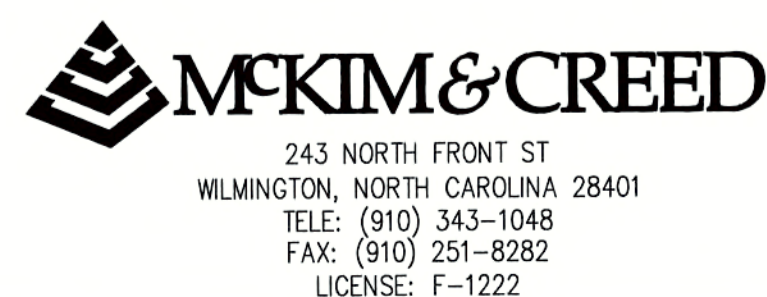 McKIM&CREED
243 NORTH FRONT ST
WILMINGTON, NORTH CAROLINA 28401
TELE: (910) 343-1048
FAX: (910) 251-8282
LICENSE: F-1222